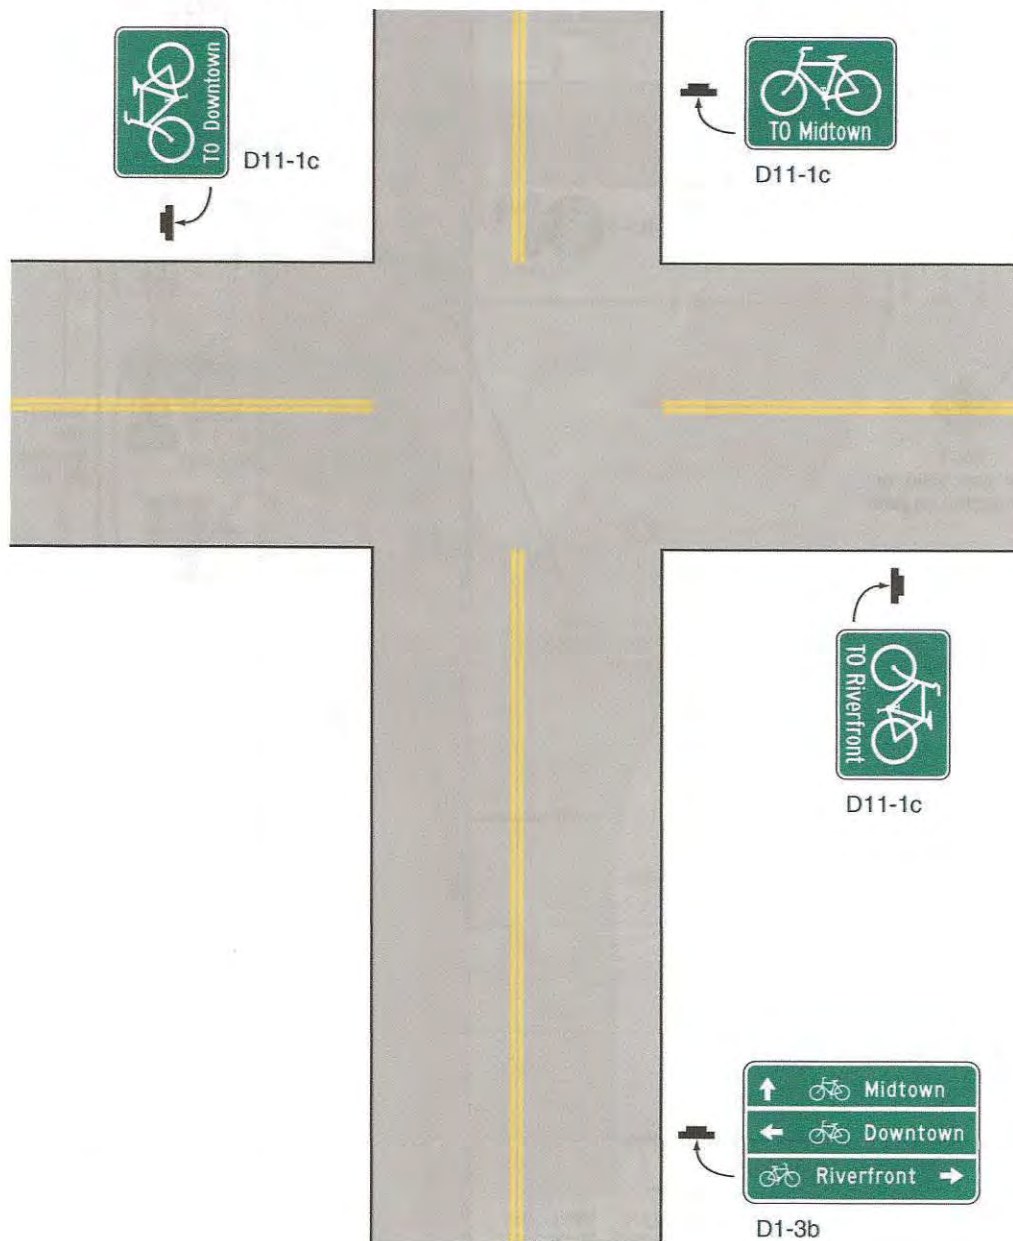 TO Downtown
D11-1c
TO Midtown
D11-1c
TO Riverfront
D11-1c
Midtown
Downtown
Riverfront
D1-3b